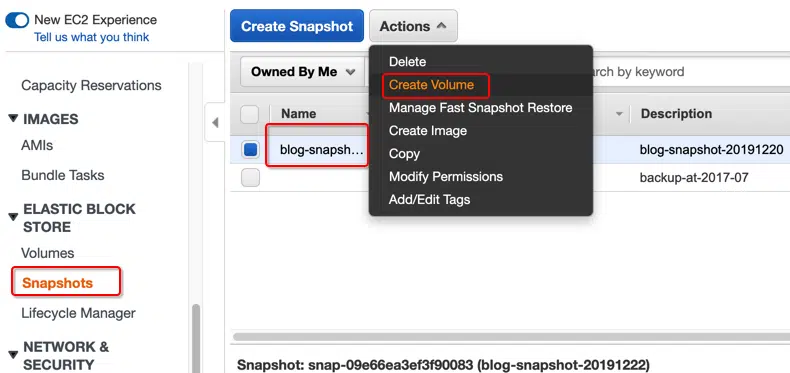 New EC2 Experience
Tell us what you think
Capacity Reservations
IMAGES
AMIs
Bundle Tasks
ELASTIC BLOCK
STORE
Volumes
Snapshots
Lifecycle Manager
NETWORK &
SECURITY
Create Snapshot
Actions
Owned By Me
rch by keyword
Delete
Create Volume
Manage Fast Snapshot Restore
Create Image
Copy
Modify Permissions
Add/Edit Tags
Name
Description
blog-snapsh...
blog-snapshot-20191220
backup-at-2017-07
Snapshot: snap-09e66ea3ef3f90083 (blog-snapshot-20191222)